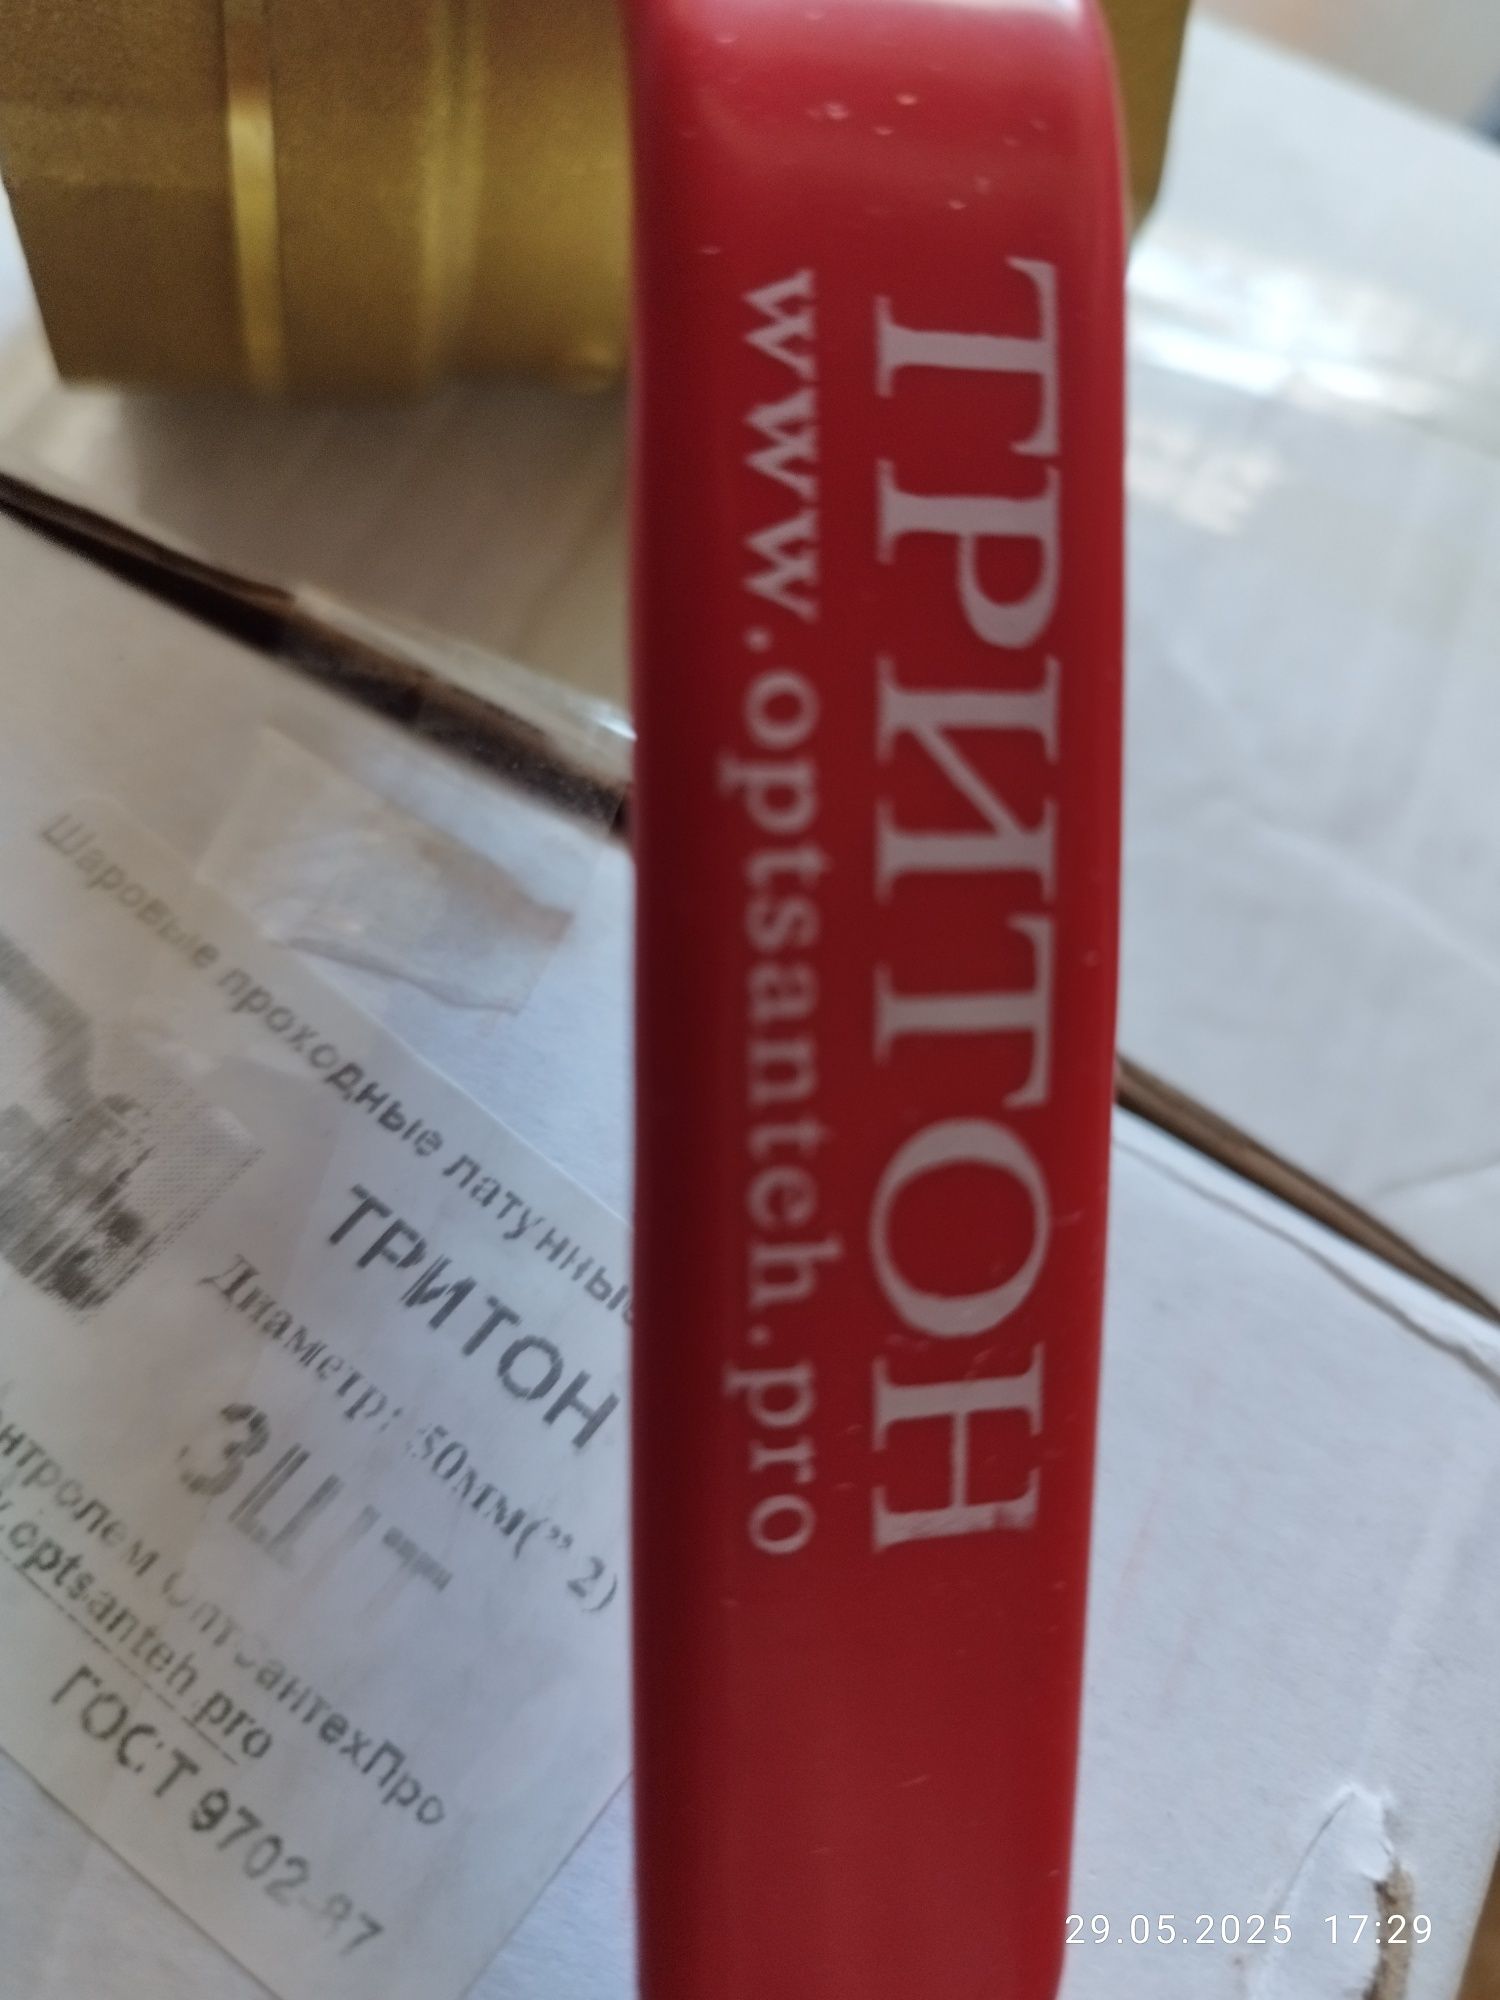 ТРИТОН
www.optsanteh.pro
Шаровые проходные латунные
ТРИТОН
Диаметр: 50мм(” 2)
3ШТ
ОптСантехПро
optsanteh.pro
ГОСТ 9702-87
29.05.2025 17:29